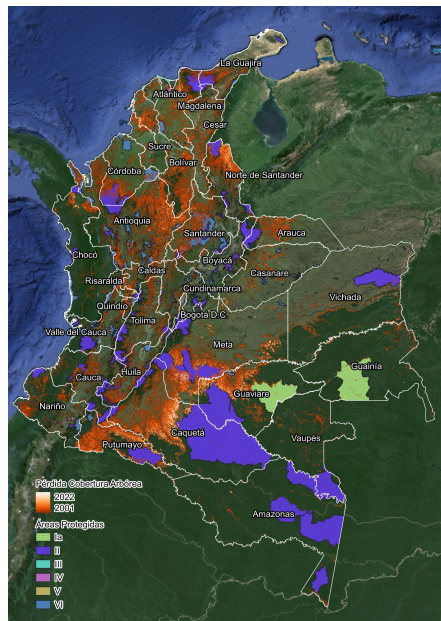 La Guajira
Atlántico
Magdalena
Cesar
Sucre
Bolívar
Córdoba
Norte de Santander
Antioquia
Santander
Arauca
Chocó
Boyacá
Caldas
Casanare
Risaralda
Cundinamarca
Vichada
Quindío
Bogotá D.C.
Tolima
Valle del Cauca
Meta
Guainía
Cauca
Huila
Guaviare
Nariño
Caquetá
Vaupés
Putumayo
Amazonas
Pérdida Cobertura Arbórea
2022
2001
Áreas Protegidas
Ia
II
III
IV
V
VI